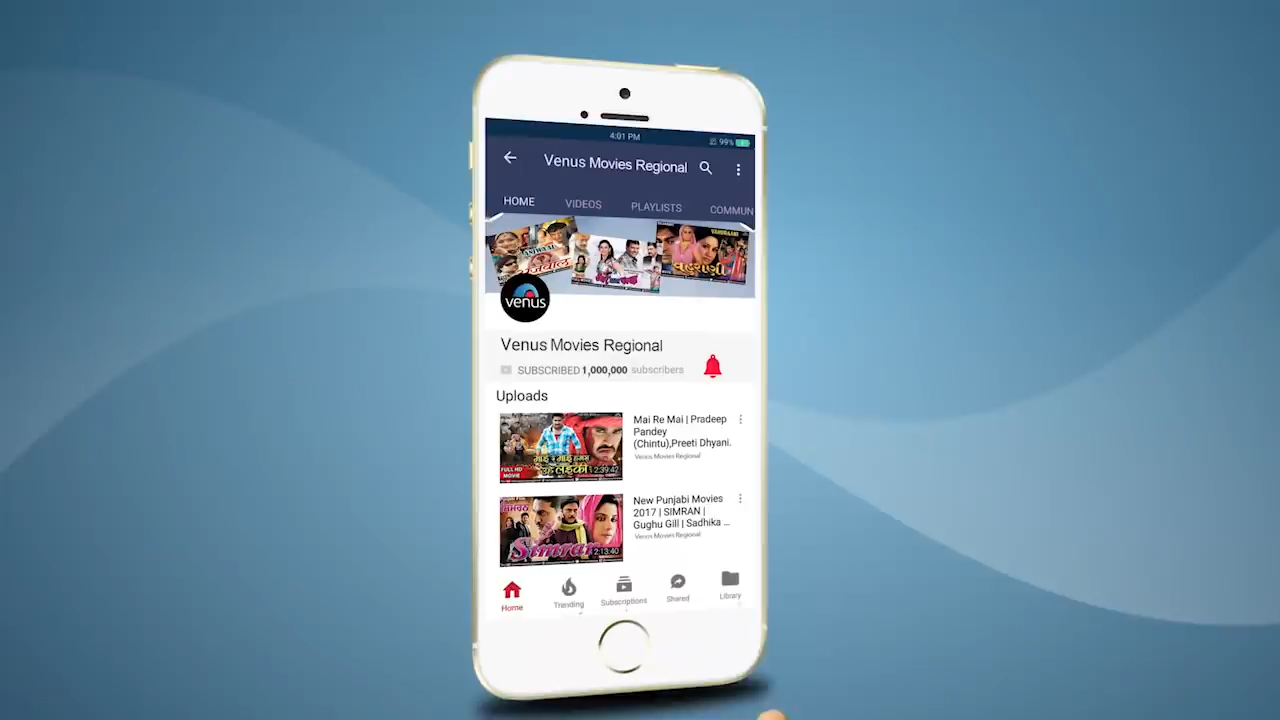 4:01 PM
99%
Venus Movies Regional
HOME VIDEOS PLAYLISTS COMMUN
venus
Venus Movies Regional
SUBSCRIBED 1,000,000 subscribers
Uploads
Mai Re Mai | Pradeep
Pandey
(Chintu),Preeti Dhyani.
Venus Movies Regional
FULL HD
MOVIE
2:39:42
New Punjabi Movies
2017 | SIMRAN |
Gughu Gill | Sadhika ...
Venus Movies Regional
Simran
2:13:40
Home Trending Subscriptions Shared Library